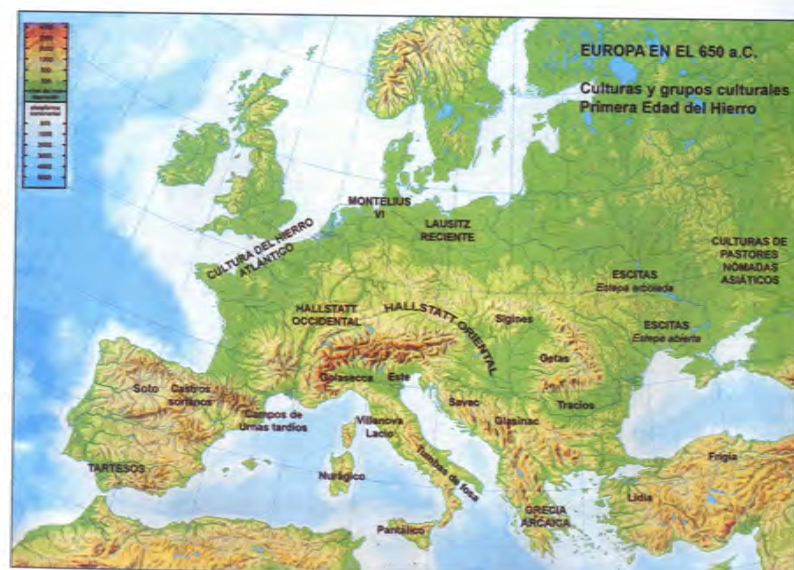 EUROPA EN EL 650 a.C.
Culturas y grupos culturales
Primera Edad del Hierro
MONTELIUS
VI
LAUSITZ
RECIENTE
CULTURA DEL HIERRO
ATLÁNTICO
CULTURAS DE
PASTORES
NÓMADAS
ASIÁTICOS
ESCITAS
Estepa arbolada
ESCITAS
Estepa abierta
HALLSTATT
OCCIDENTAL
HALLSTATT ORIENTAL
Sigines
Getas
Golasecca
Este
Soto
Castros
sorianos
Campos de
Urnas tardíos
Savac
Glasinac
Tracios
Villanova
Lacio
Tumbas de fosa
TARTESOS
Nurágico
Pantálico
GRECIA
ARCAICA
Lidia
Frigia